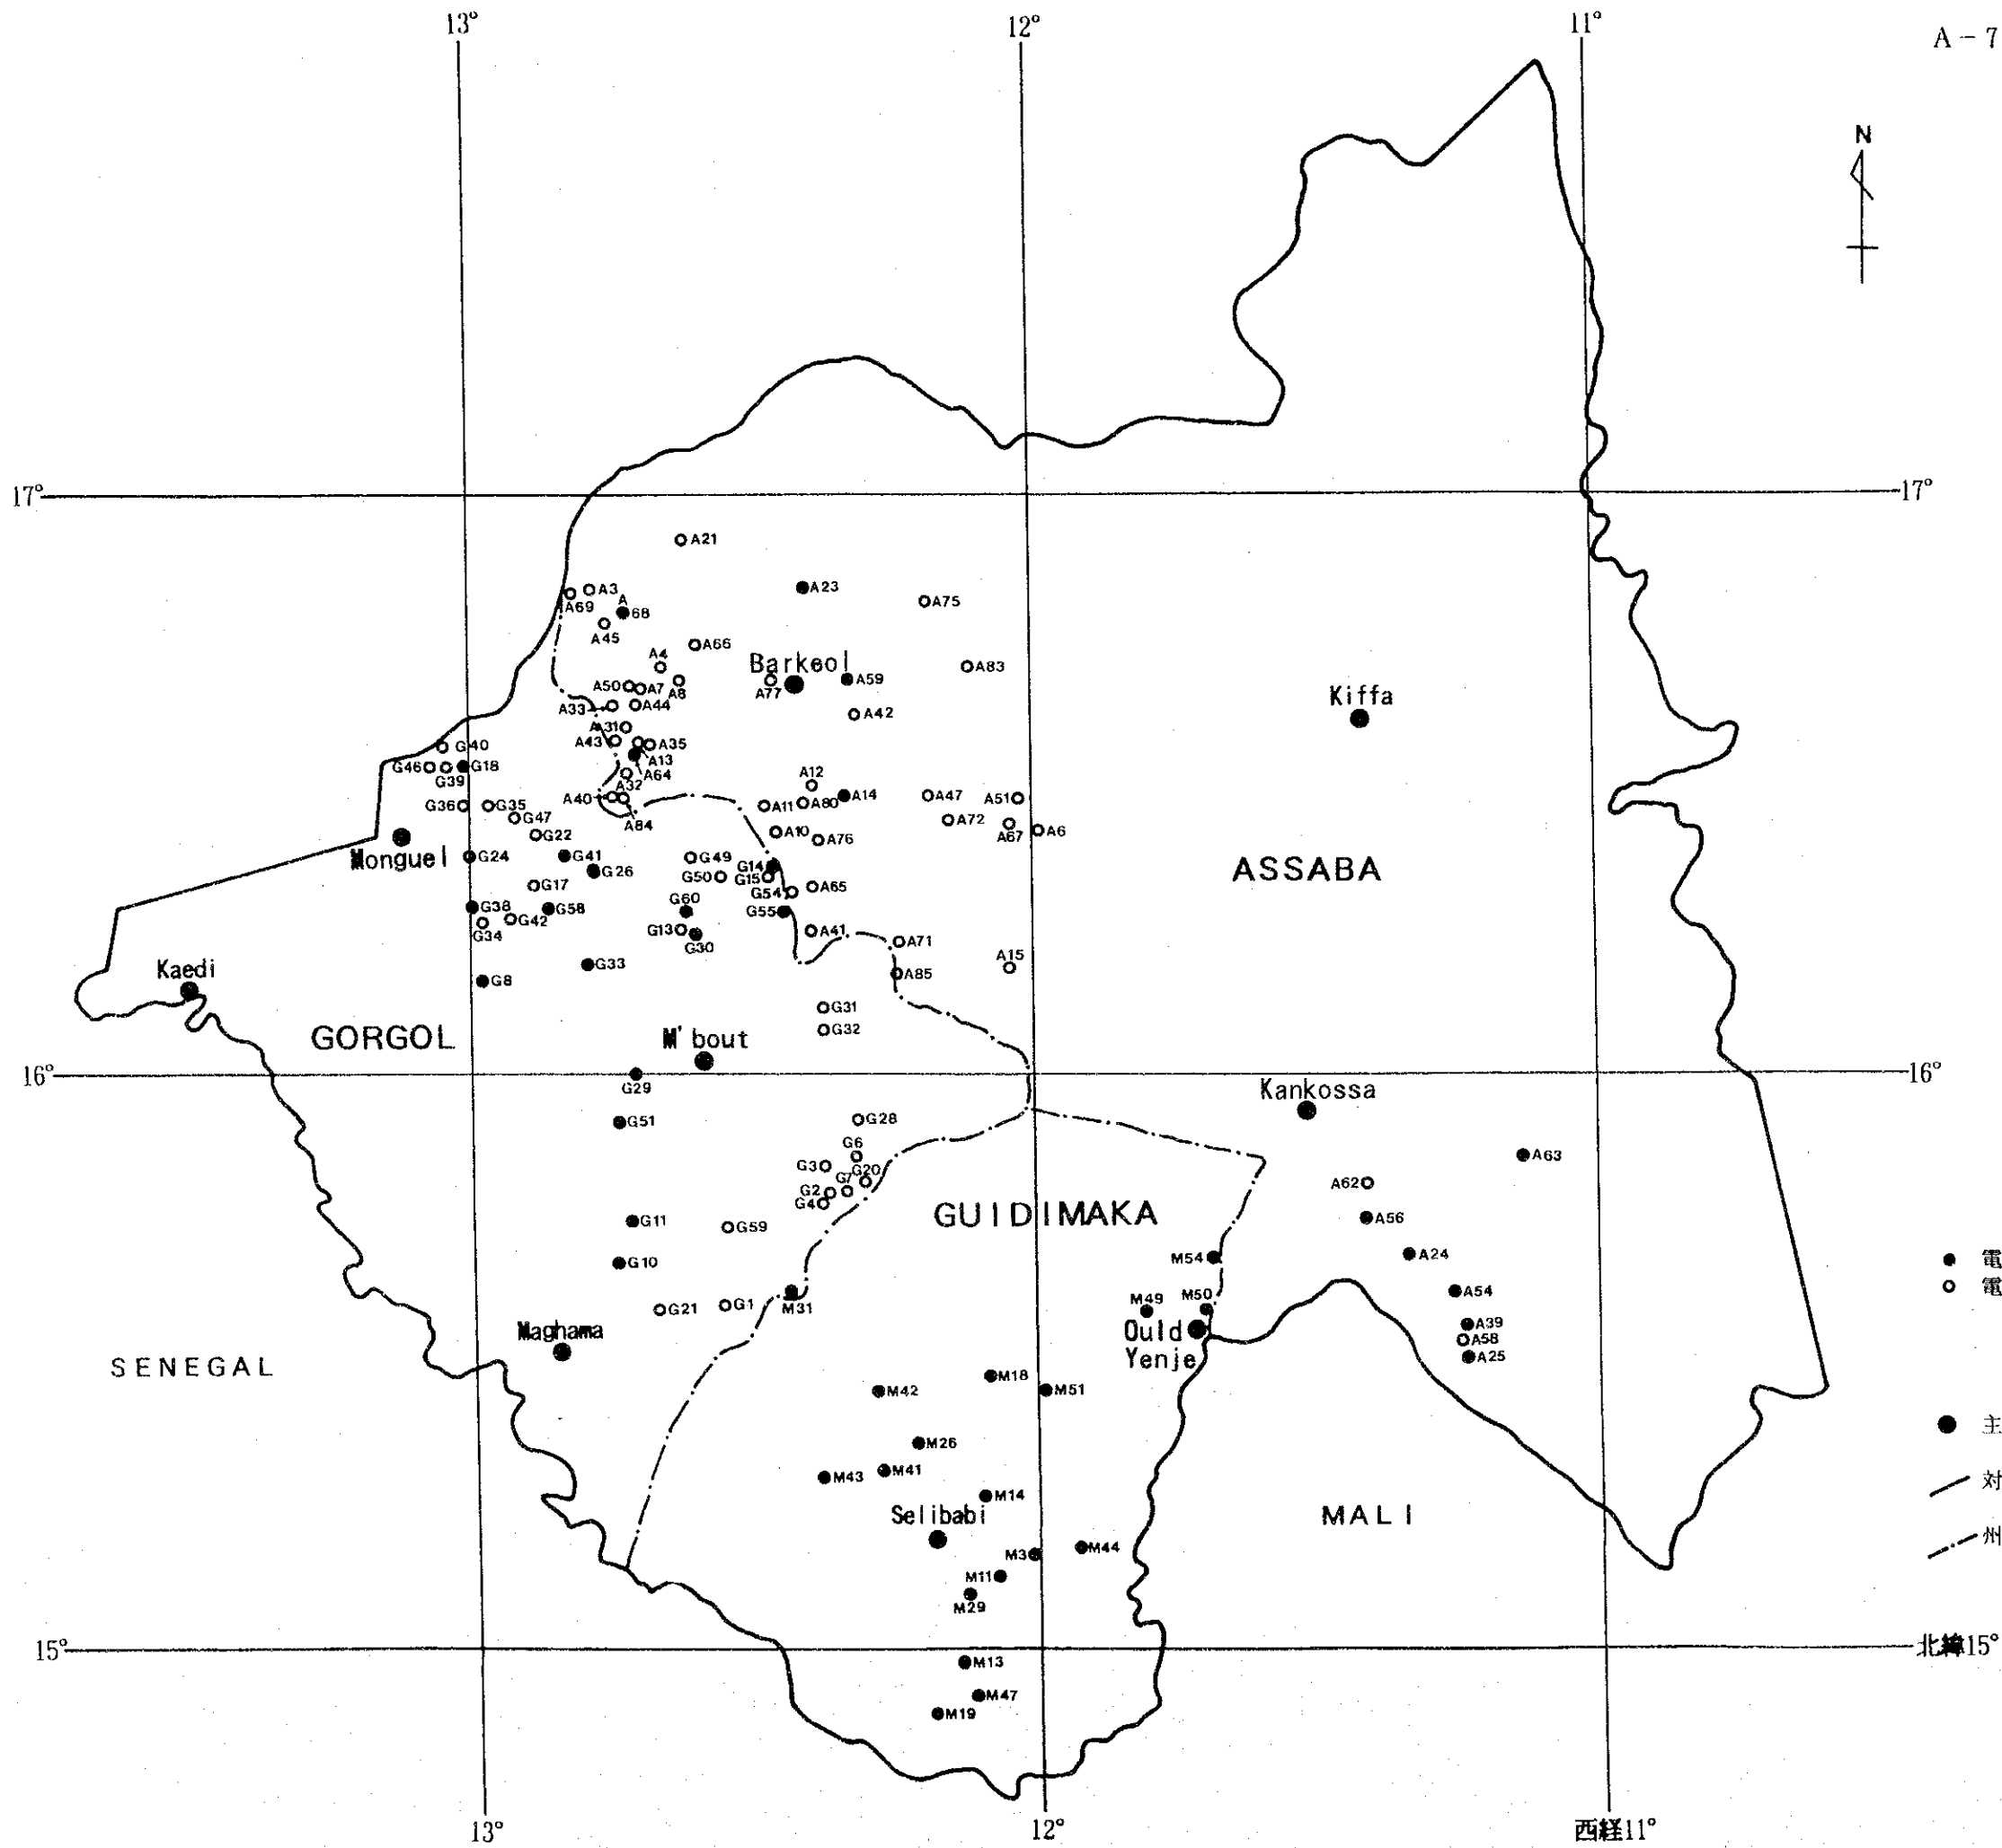 13°
12°
11°
A－7
N
17°
17°
A21
A3
A69
A
68
A45
A23
A75
A66
A4
A8
A50
A7
A33
A44
Barkeol
A77
A59
A42
A83
Kiffa
A31
A43
A35
A13
A64
A32
A40
A84
G40
G46
G39
G18
G36
G35
G47
G22
Monguel
G24
G41
G26
G17
G38
G34
G42
G58
A12
A11
A80
A14
A10
A76
A47
A72
A51
A67
A6
G49
G50
G14
G15
G54
G55
A65
G60
G13
G30
A41
A71
A85
A15
ASSABA
Kaedi
G8
G33
G31
G32
GORGOL
M'bout
16°
16°
G29
G51
Kankossa
G28
G6
G3
G20
G7
G2
G4
G59
G11
G10
G21
G1
GUIDIMAKA
A63
A62
A56
A24
A54
A39
A58
A25
M54
M49
M50
Ould
Yenje
M31
Maghama
SENEGAL
M42
M18
M51
M26
M41
M43
M14
Selibabi
M3
M44
M11
M29
MALI
電
電
主
対
州
15°
北緯15°
M13
M47
M19
13°
12°
西経11°